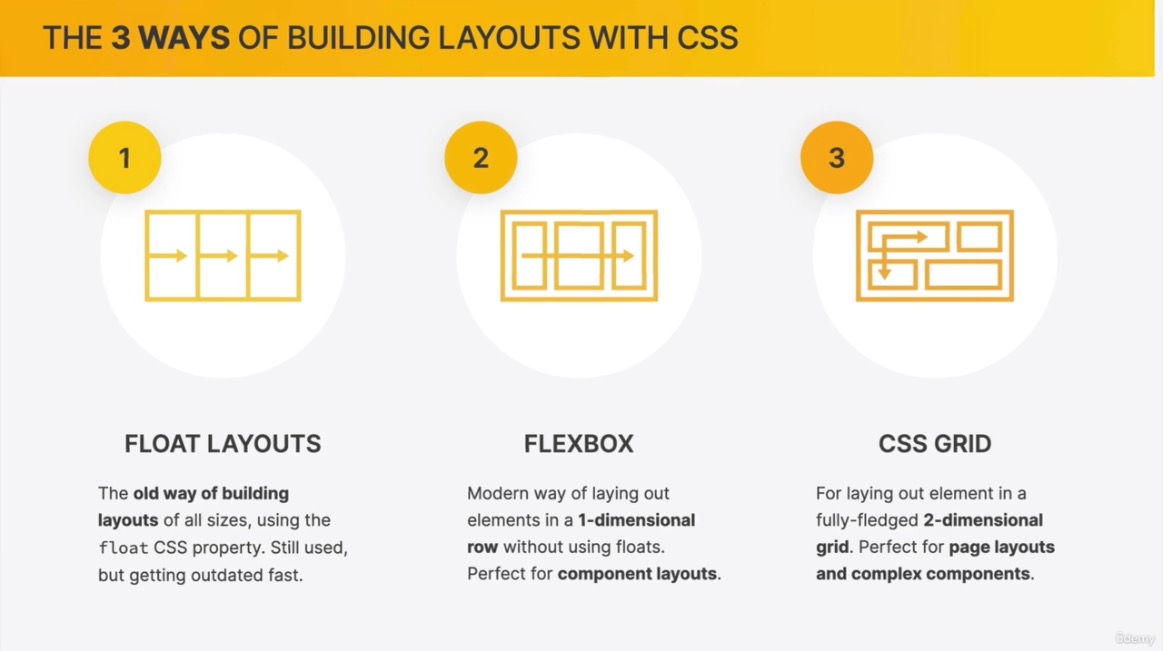 THE 3 WAYS OF BUILDING LAYOUTS WITH CSS
1
2
3
FLOAT LAYOUTS
The old way of building
layouts of all sizes, using the
float CSS property. Still used,
but getting outdated fast.
FLEXBOX
Modern way of laying out
elements in a 1-dimensional
row without using floats.
Perfect for component layouts.
CSS GRID
For laying out element in a
fully-fledged 2-dimensional
grid. Perfect for page layouts
and complex components.
ûdemy